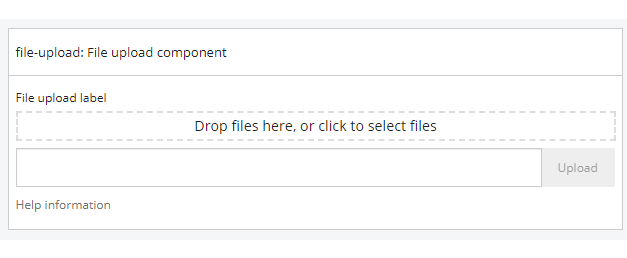 file-upload: File upload component
File upload label
Drop files here, or click to select files
Upload
Help information